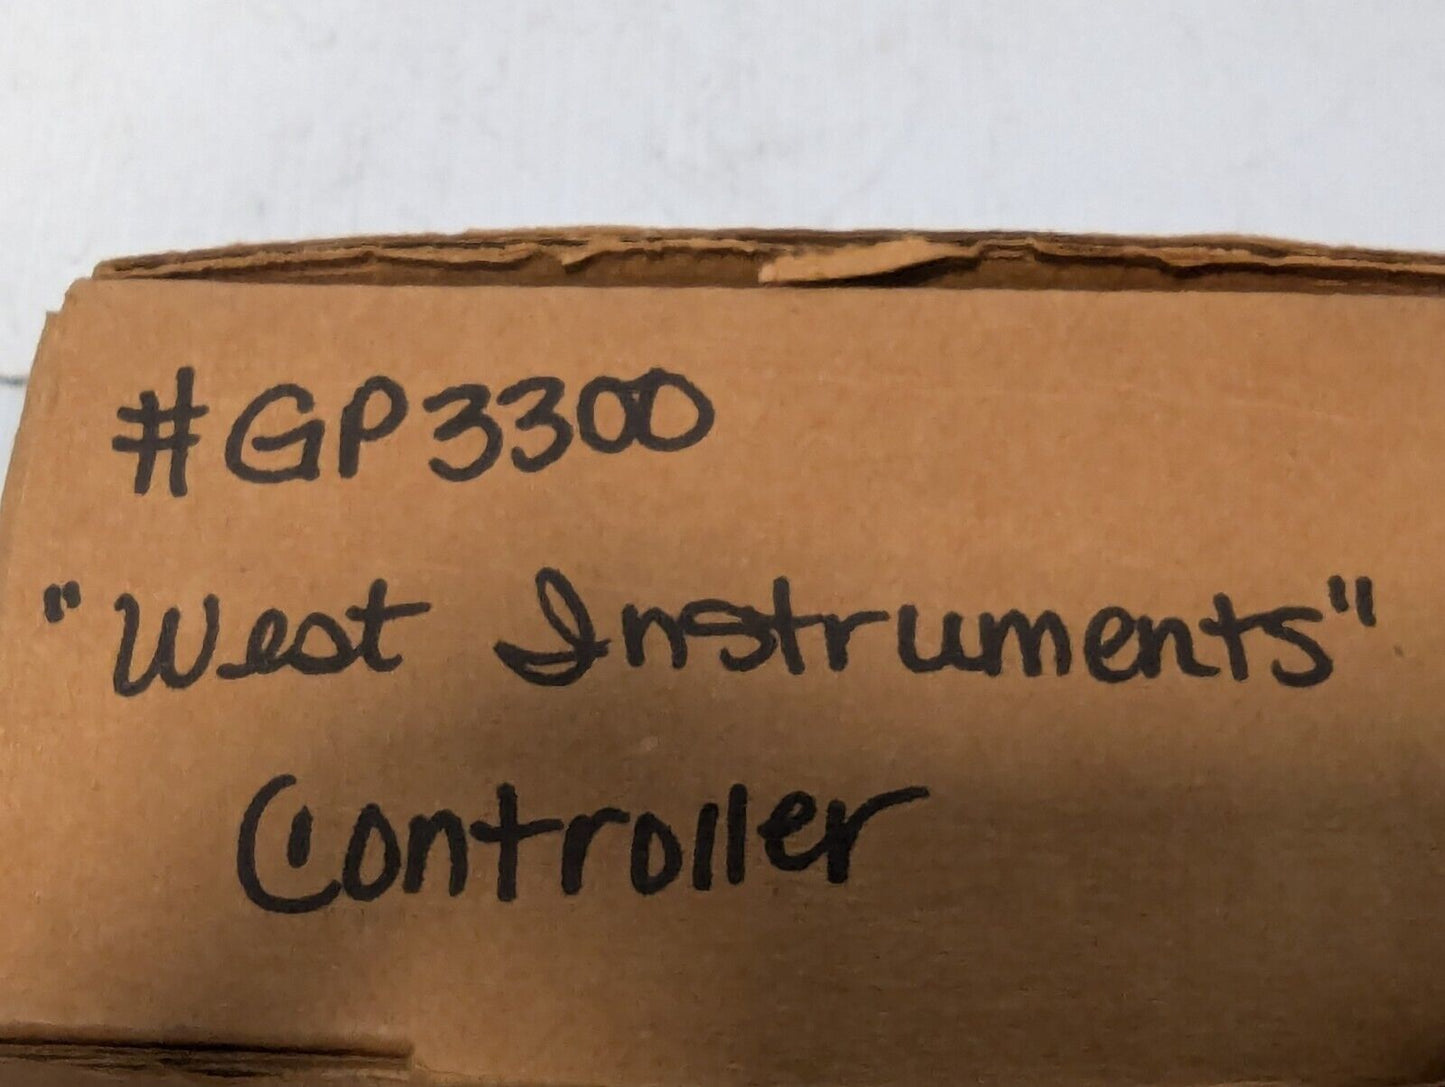 #GP3300
"West Instruments"
Controller